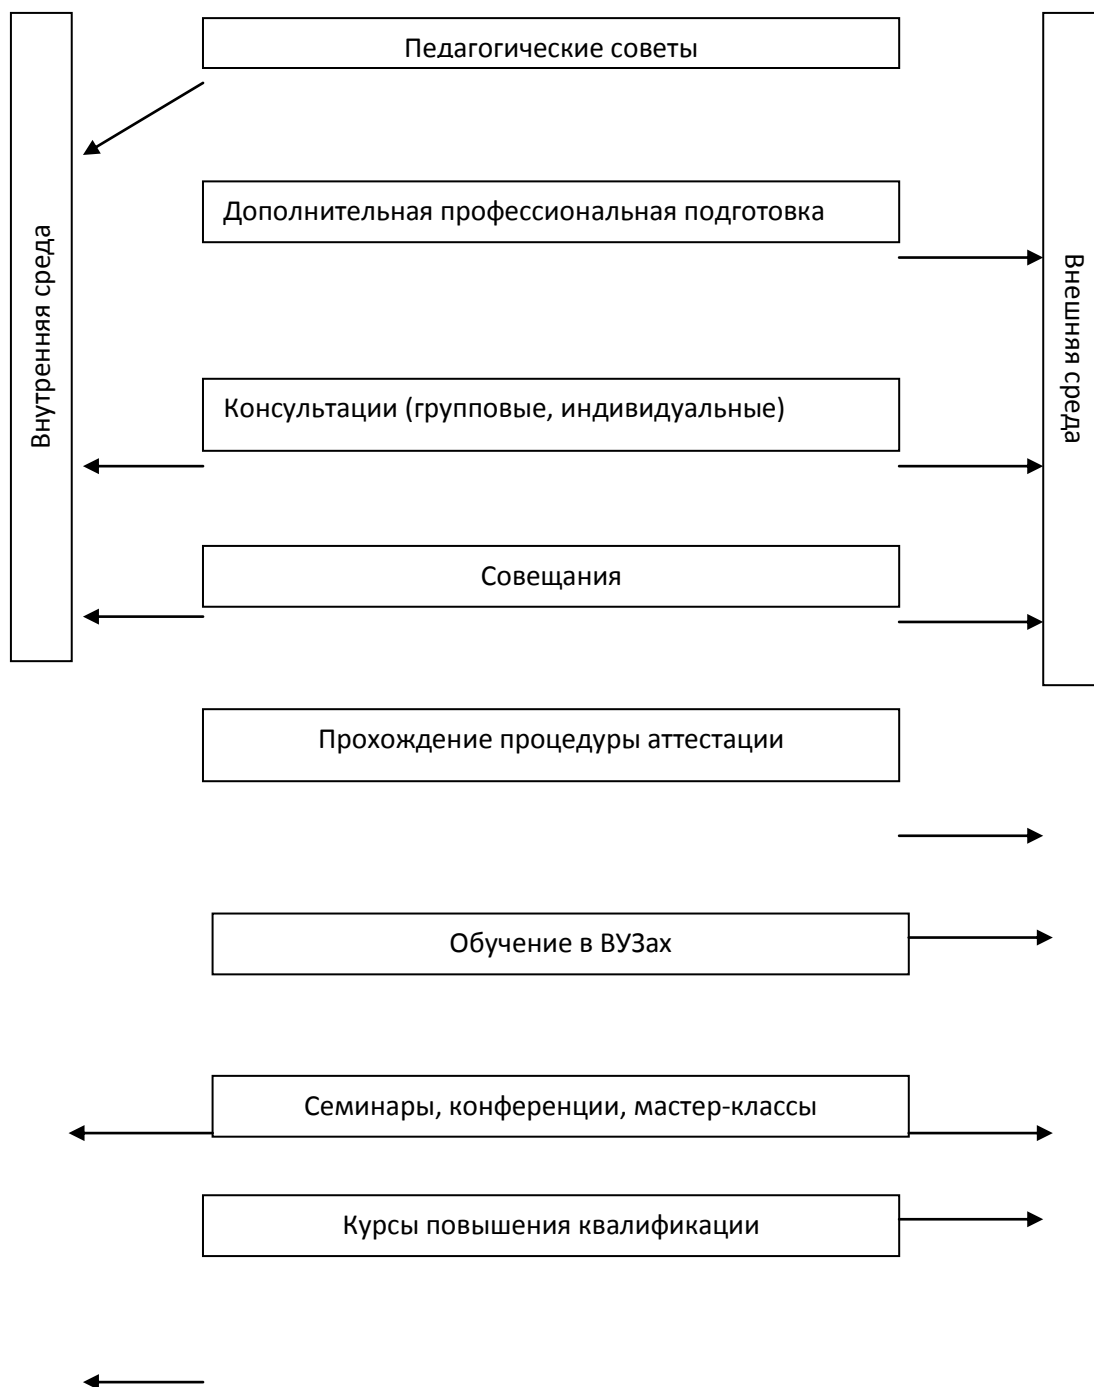 Педагогические советы
Дополнительная профессиональная подготовка
Внутренняя среда
Внешняя среда
Консультации (групповые, индивидуальные)
Совещания
Прохождение процедуры аттестации
Обучение в ВУЗах
Семинары, конференции, мастер-классы
Курсы повышения квалификации